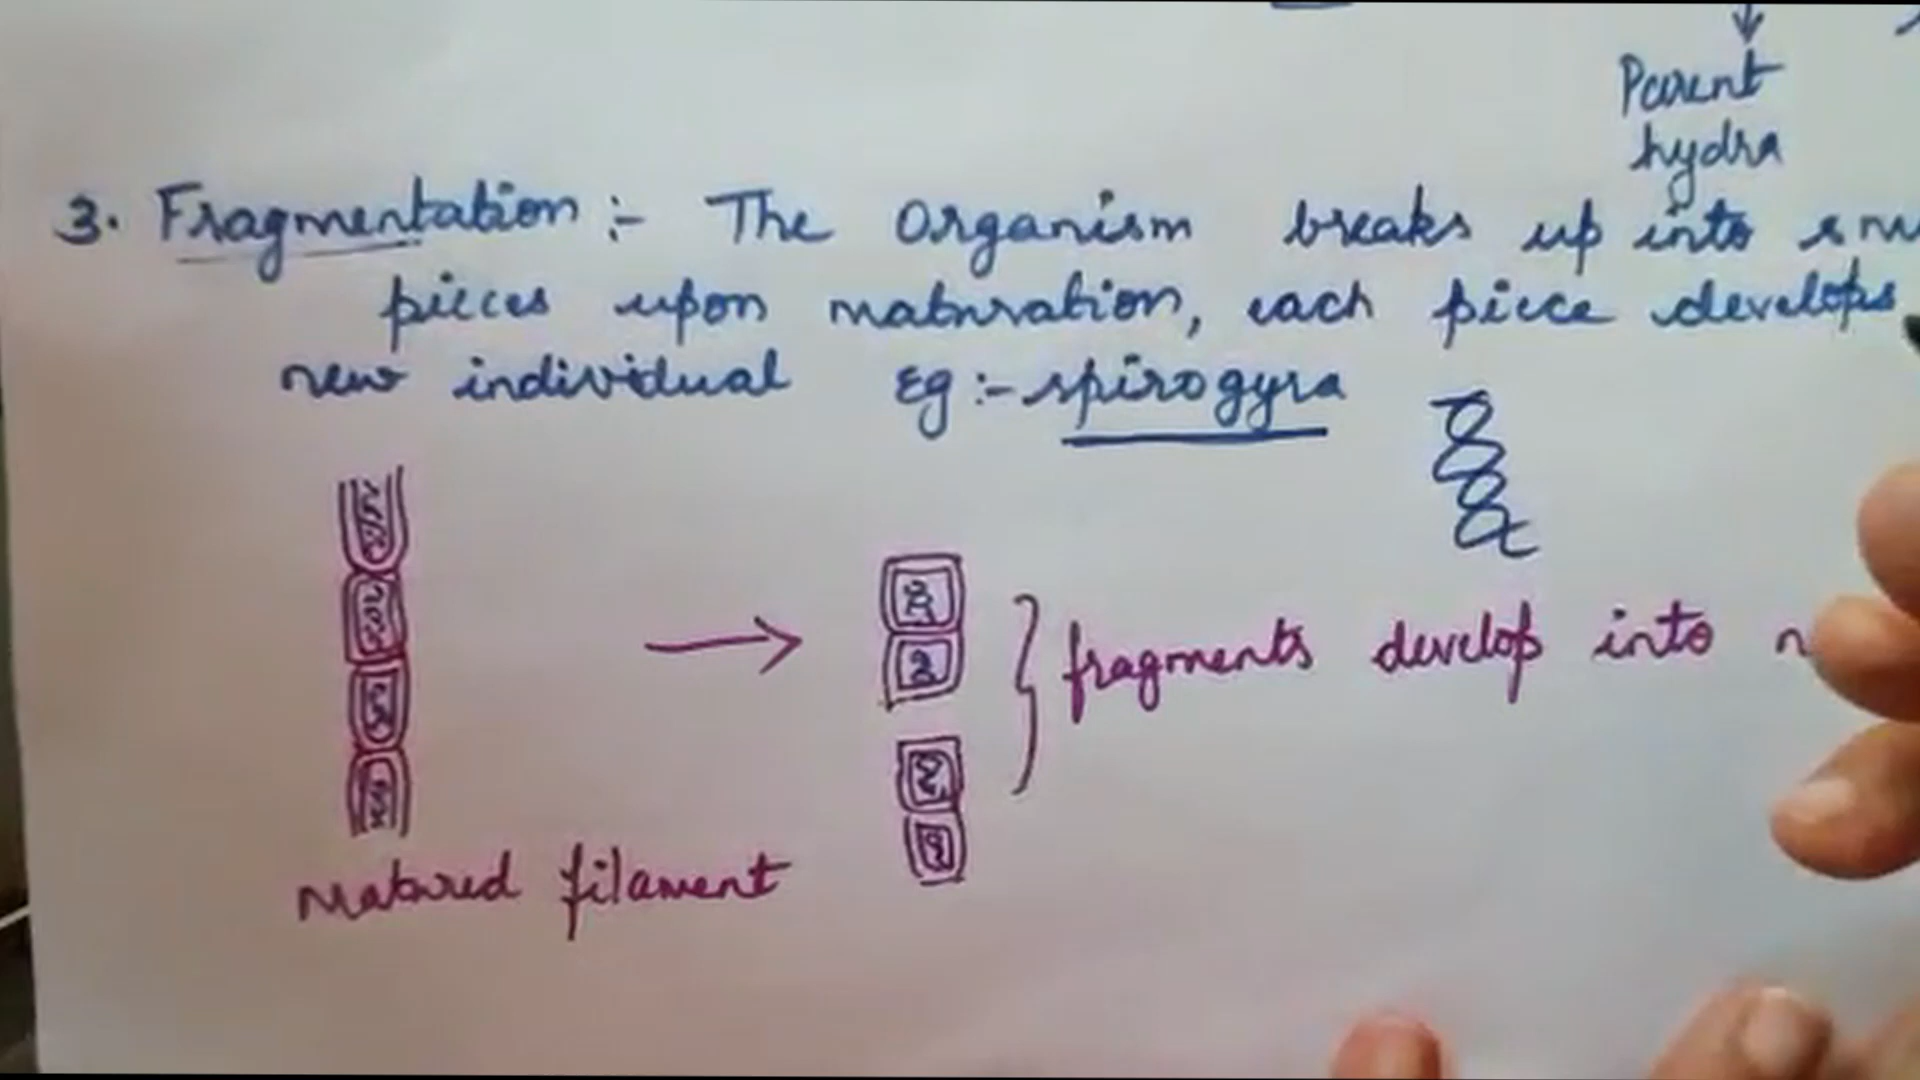 Parent
hydra
3. Fragmentation :- The organism breaks up into
pieces upon maturation, each piece develops
new individual Eg :- spirogyra
fragments develop into
Matured filament